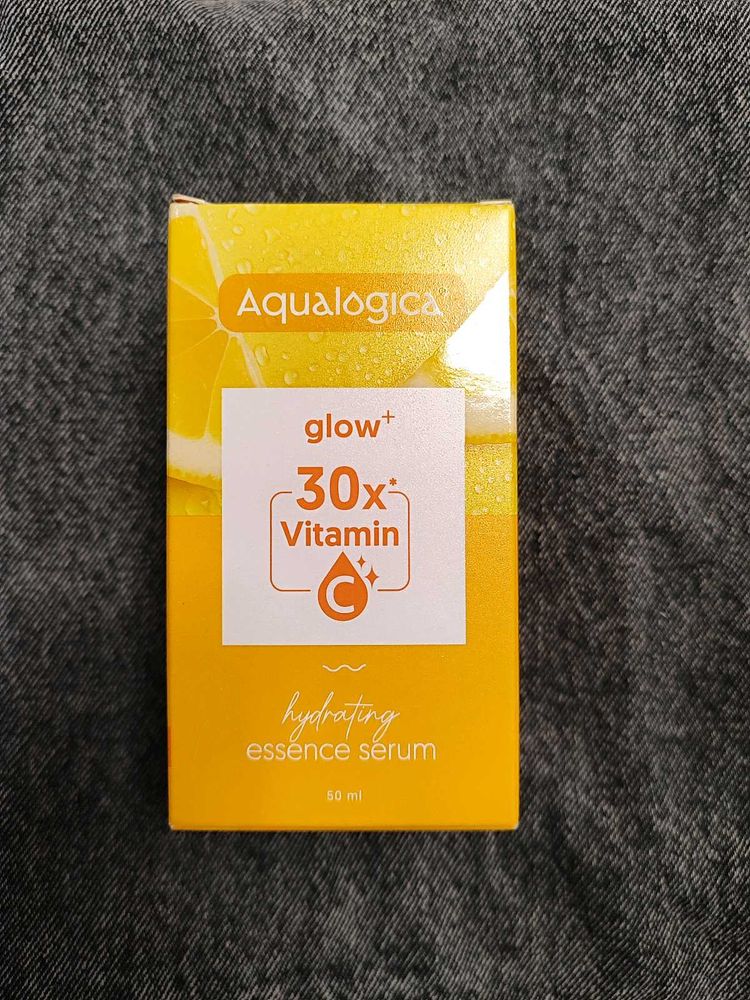 Aqualogica
glow+
30x*
Vitamin
C
hydrating
essence serum
50 ml